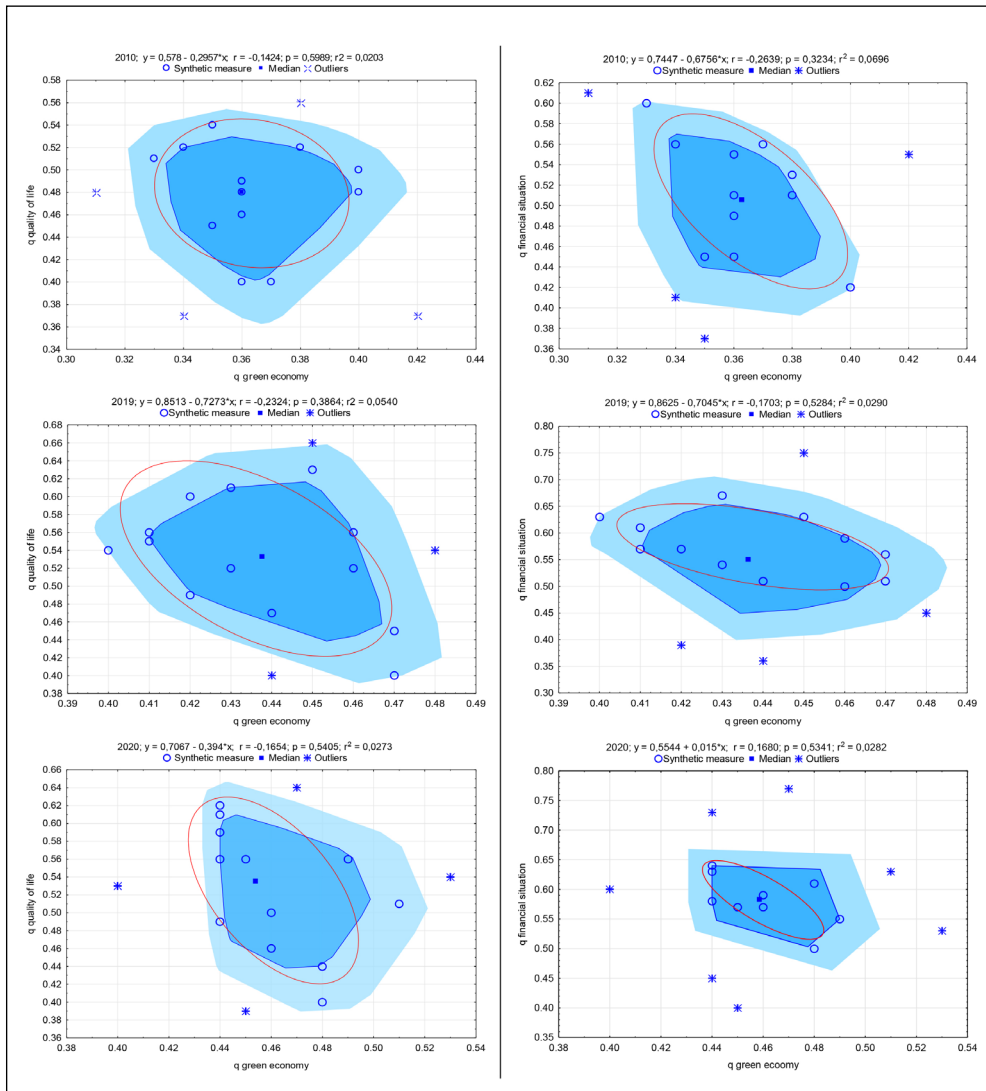 2010; y = 0,578 - 0,2957*x; r = -0,1424; p = 0,5989; r2 = 0,0203
Synthetic measure Median Outliers
q quality of life
0.58
0.56
0.54
0.52
0.50
0.48
0.46
0.44
0.42
0.40
0.38
0.36
0.34
0.30 0.32 0.34 0.36 0.38 0.40 0.42 0.44
q green economy
2010; y = 0,7447 - 0,6756*x; r = -0,2639; p = 0,3234; r² = 0,0696
Synthetic measure Median Outliers
q financial situation
0.60
0.58
0.56
0.54
0.52
0.50
0.48
0.46
0.44
0.42
0.40
0.38
0.36
0.30 0.32 0.34 0.36 0.38 0.40 0.42 0.44
q green economy
2019; y = 0,8513 - 0,7273*x; r = -0,2324; p = 0,3864; r2 = 0,0540
Synthetic measure Median Outliers
q quality of life
0.68
0.66
0.64
0.62
0.60
0.58
0.56
0.54
0.52
0.50
0.48
0.46
0.44
0.42
0.40
0.38
0.39 0.40 0.41 0.42 0.43 0.44 0.45 0.46 0.47 0.48 0.49
q green economy
2019; y = 0,8625 - 0,7045*x; r = -0,1703; p = 0,5284; r² = 0,0290
Synthetic measure Median Outliers
q financial situation
0.80
0.75
0.70
0.65
0.60
0.55
0.50
0.45
0.40
0.35
0.30
0.39 0.40 0.41 0.42 0.43 0.44 0.45 0.46 0.47 0.48 0.49
q green economy
2020; y = 0,7067 - 0,394*x; r = -0,1654; p = 0,5405; r² = 0,0273
Synthetic measure Median Outliers
q quality of life
0.66
0.64
0.62
0.60
0.58
0.56
0.54
0.52
0.50
0.48
0.46
0.44
0.42
0.40
0.38
0.36
0.38 0.40 0.42 0.44 0.46 0.48 0.50 0.52 0.54
q green economy
2020; y = 0,5544 + 0,015*x; r = 0,1680; p = 0,5341; r² = 0,0282
Synthetic measure Median Outliers
q financial situation
0.80
0.75
0.70
0.65
0.60
0.55
0.50
0.45
0.40
0.35
0.38 0.40 0.42 0.44 0.46 0.48 0.50 0.52 0.54
q green economy